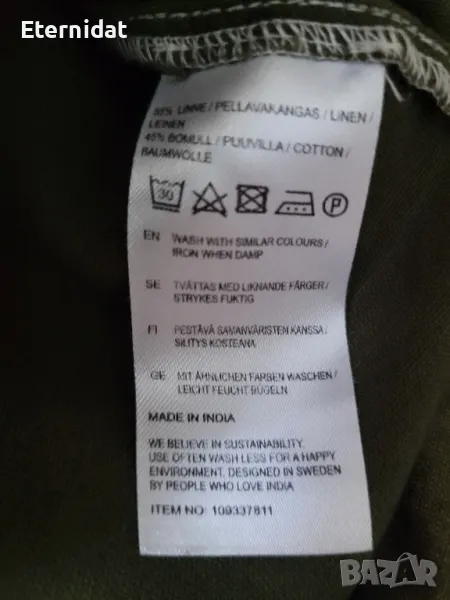 Eternidat
55% LINNE / PELLAVAKANGAS / LINEN /
LEINEN
45% BOMULL / PUUVILLA / COTTON /
BAUMWOLLE
30 P
EN WASH WITH SIMILAR COLOURS /
IRON WHEN DAMP
SE TVÄTTAS MED LIKNANDE FÄRGER /
STRYKES FUKTIG
FI PESTÄVÄ SAMANVÄRISTEN KANSSA /
SILITYS KOSTEANA
GE MIT ÄHNLICHEN FARBEN WASCHEN /
LEICHT FEUCHT BÜGELN
MADE IN INDIA
WE BELIEVE IN SUSTAINABILITY.
USE OFTEN WASH LESS FOR A HAPPY
ENVIRONMENT. DESIGNED IN SWEDEN
BY PEOPLE WHO LOVE INDIA
ITEM NO: 109337811
BAZAR